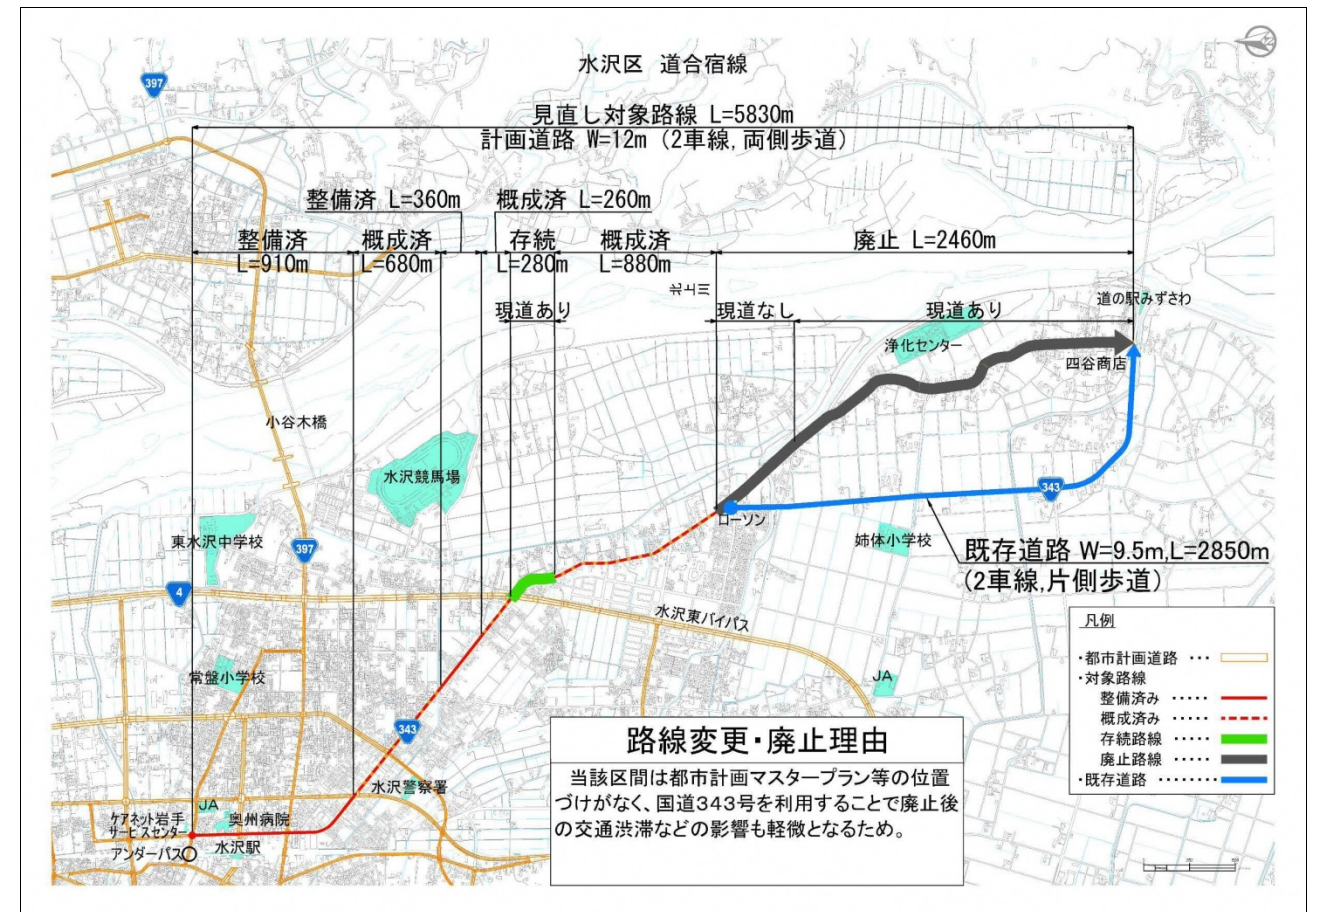 水沢区 道合宿線
397
見直し対象路線 L=5830m
計画道路 W=12m (2車線, 両側歩道)
整備済 L=360m
概成済 L=260m
整備済
L=910m
概成済
L=680m
存続
L=280m
概成済
L=880m
廃止 L=2460m
北上川
現道あり
現道なし
現道あり
道の駅みずさわ
浄化センター
四谷商店
小谷木橋
水沢競馬場
343
ローソン
東水沢中学校
397
姉体小学校
既存道路 W=9.5m,L=2850m
(2車線,片側歩道)
4
水沢東バイパス
常盤小学校
JA
343
水沢警察署
JA
奥州病院
ケアネット岩手
サービスセンター
水沢駅
アンダーパス
路線変更・廃止理由
当該区間は都市計画マスタープラン等の位置
づけがなく、国道343号を利用することで廃止後
の交通渋滞などの影響も軽微となるため。
凡例
・都市計画道路 ・・・
・対象路線
整備済み ・・・・・
概成済み ・・・・・
存続路線 ・・・・・
廃止路線 ・・・・・
・既存道路 ・・・・・・・・